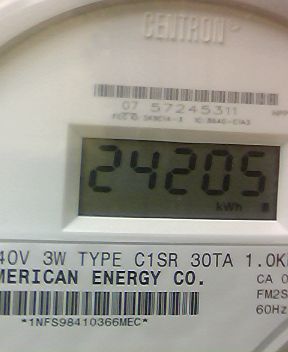 CENTRON®
07 57245311
24205
kWh
40V 3W TYPE C1SR 30TA 1.0K
MERICAN ENERGY CO.
CA 0
FM2S
60Hz
*1NFS98410366MEC*